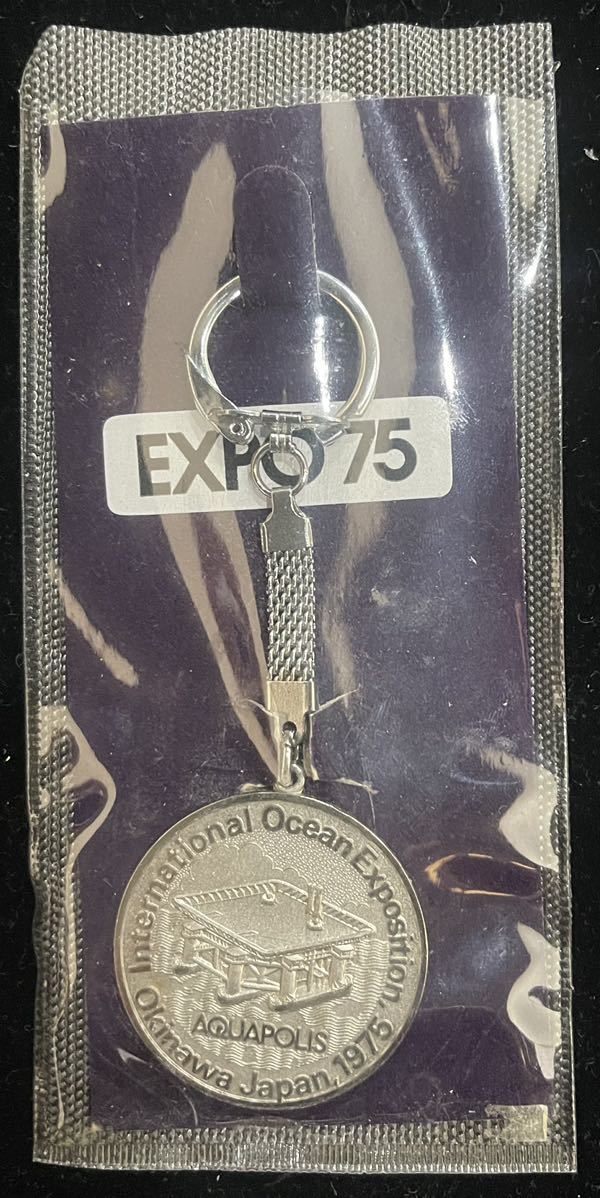 EXPO 75
International Ocean Exposition,
AQUAPOLIS
Okinawa Japan, 1975